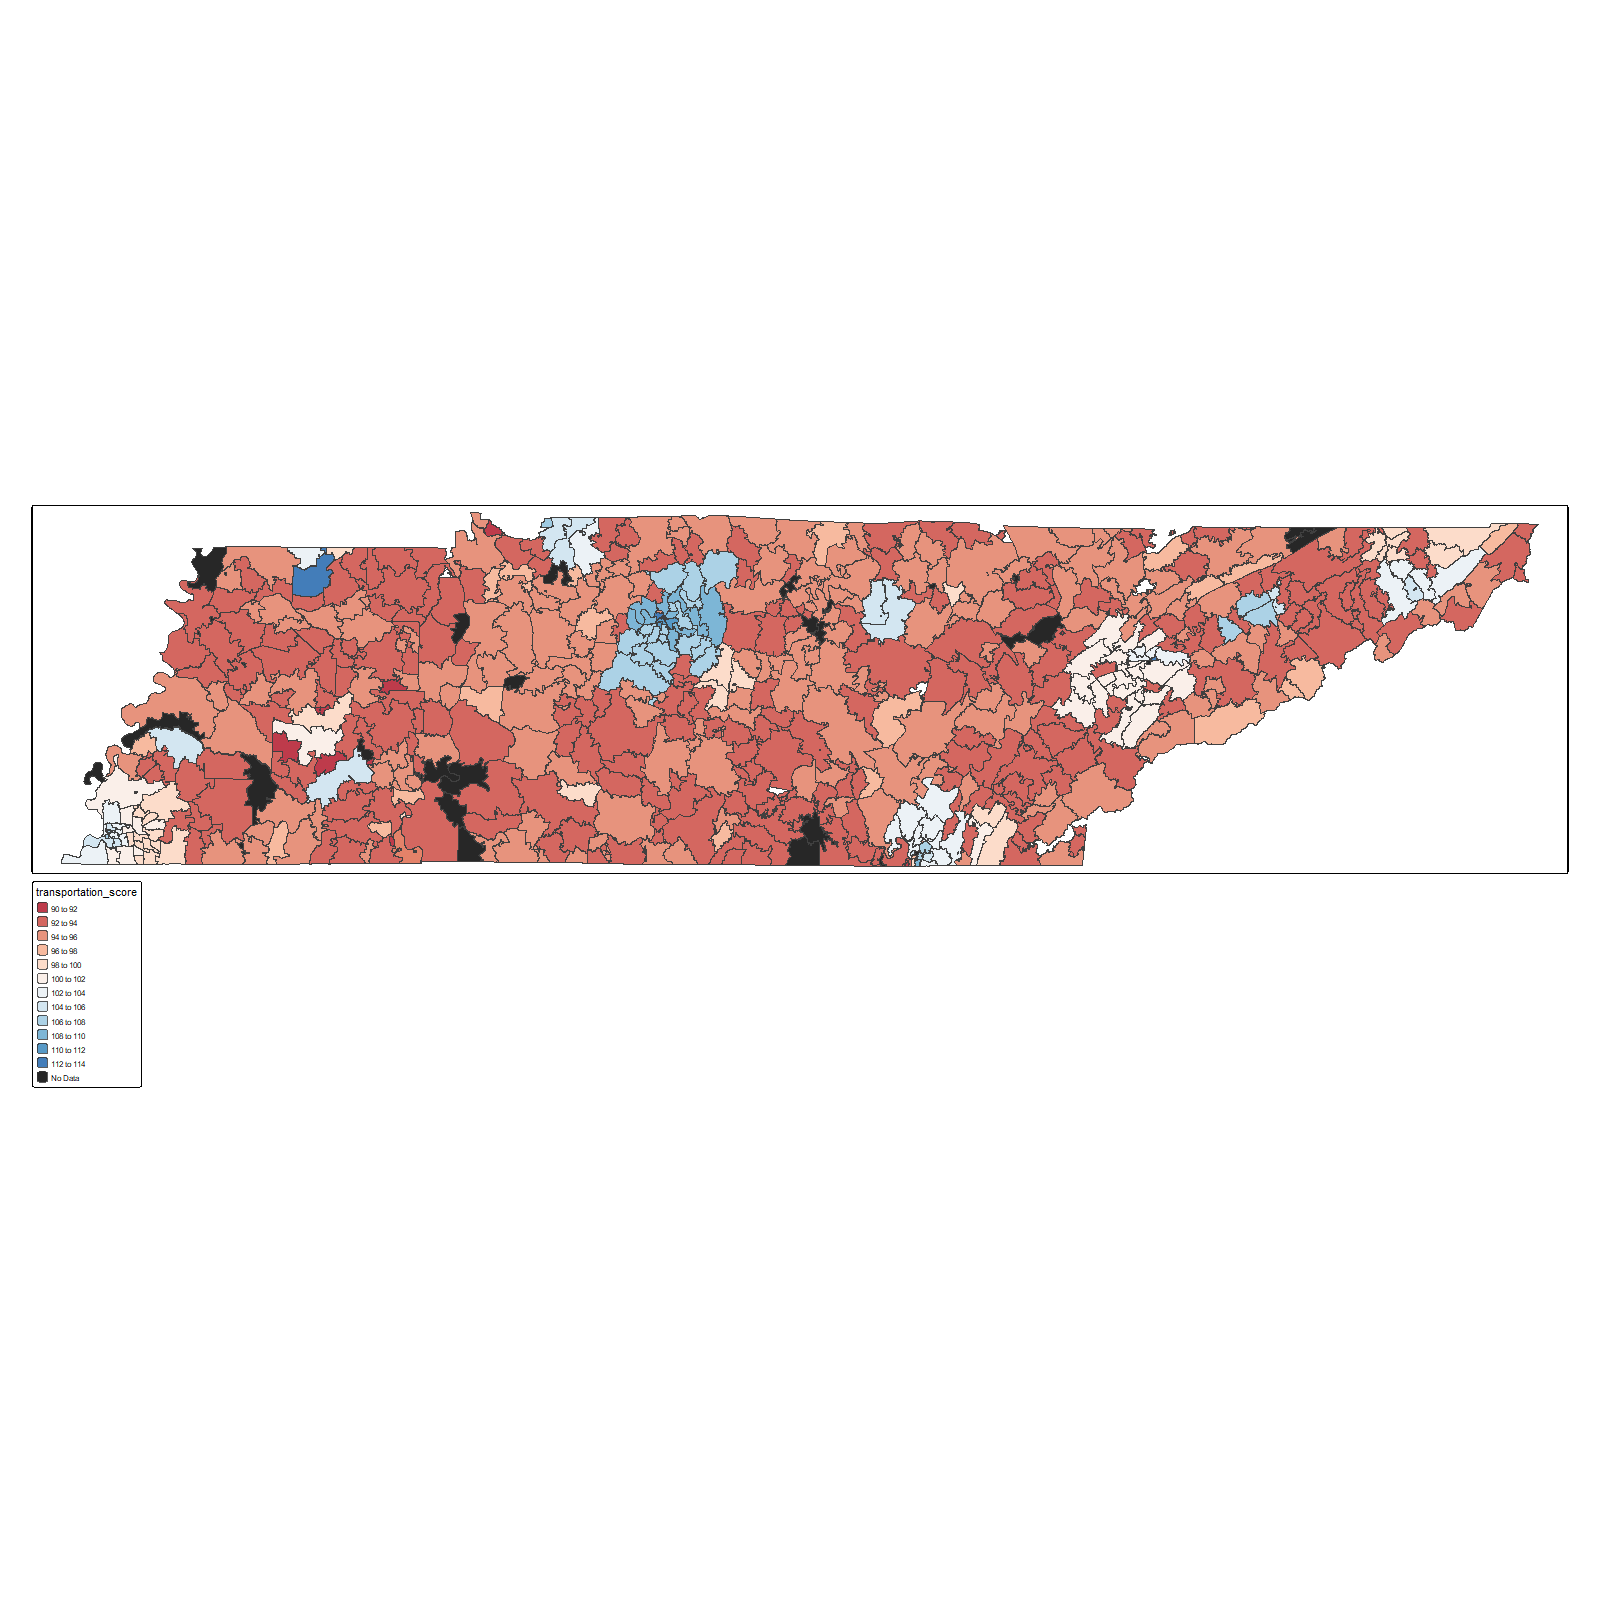 transportation_score
90 to 92
92 to 94
94 to 96
96 to 98
98 to 100
100 to 102
102 to 104
104 to 106
106 to 108
108 to 110
110 to 112
112 to 114
No Data